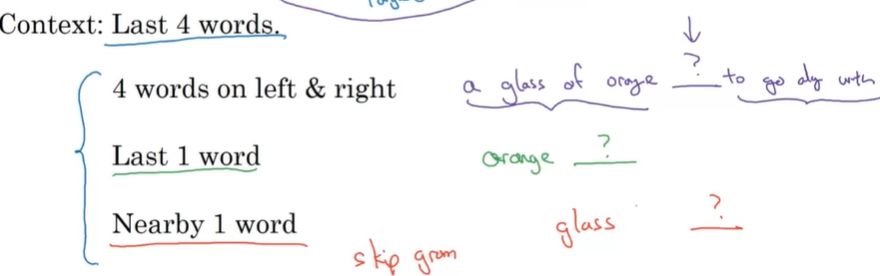 Context: Last 4 words.
4 words on left & right a glass of orange ? to go along with
Last 1 word orange ?
Nearby 1 word glass ?
skip gram